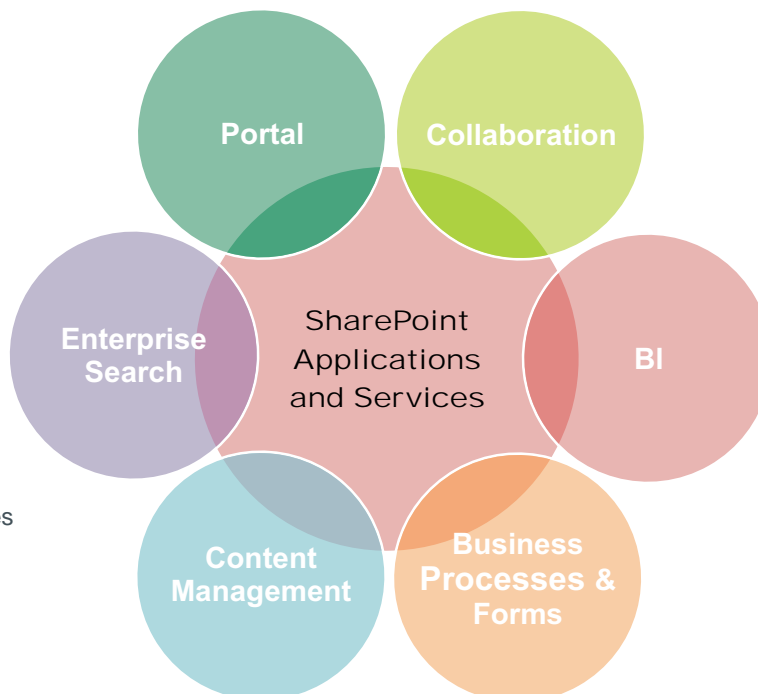 Portal
Collaboration
SharePoint
Applications
and Services
Enterprise
Search
BI
Content
Management
Business
Processes &
Forms